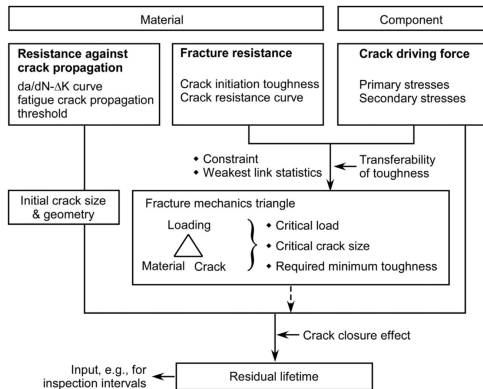 Material
Component
Resistance against
crack propagation
da/dN-ΔK curve
fatigue crack propagation
threshold
Fracture resistance
Crack initiation toughness
Crack resistance curve
Crack driving force
Primary stresses
Secondary stresses
◆ Constraint
◆ Weakest link statistics
Transferability
of toughness
Initial crack size
& geometry
Fracture mechanics triangle
Loading
Material
Crack
◆ Critical load
◆ Critical crack size
◆ Required minimum toughness
Crack closure effect
Input, e.g., for
inspection intervals
Residual lifetime